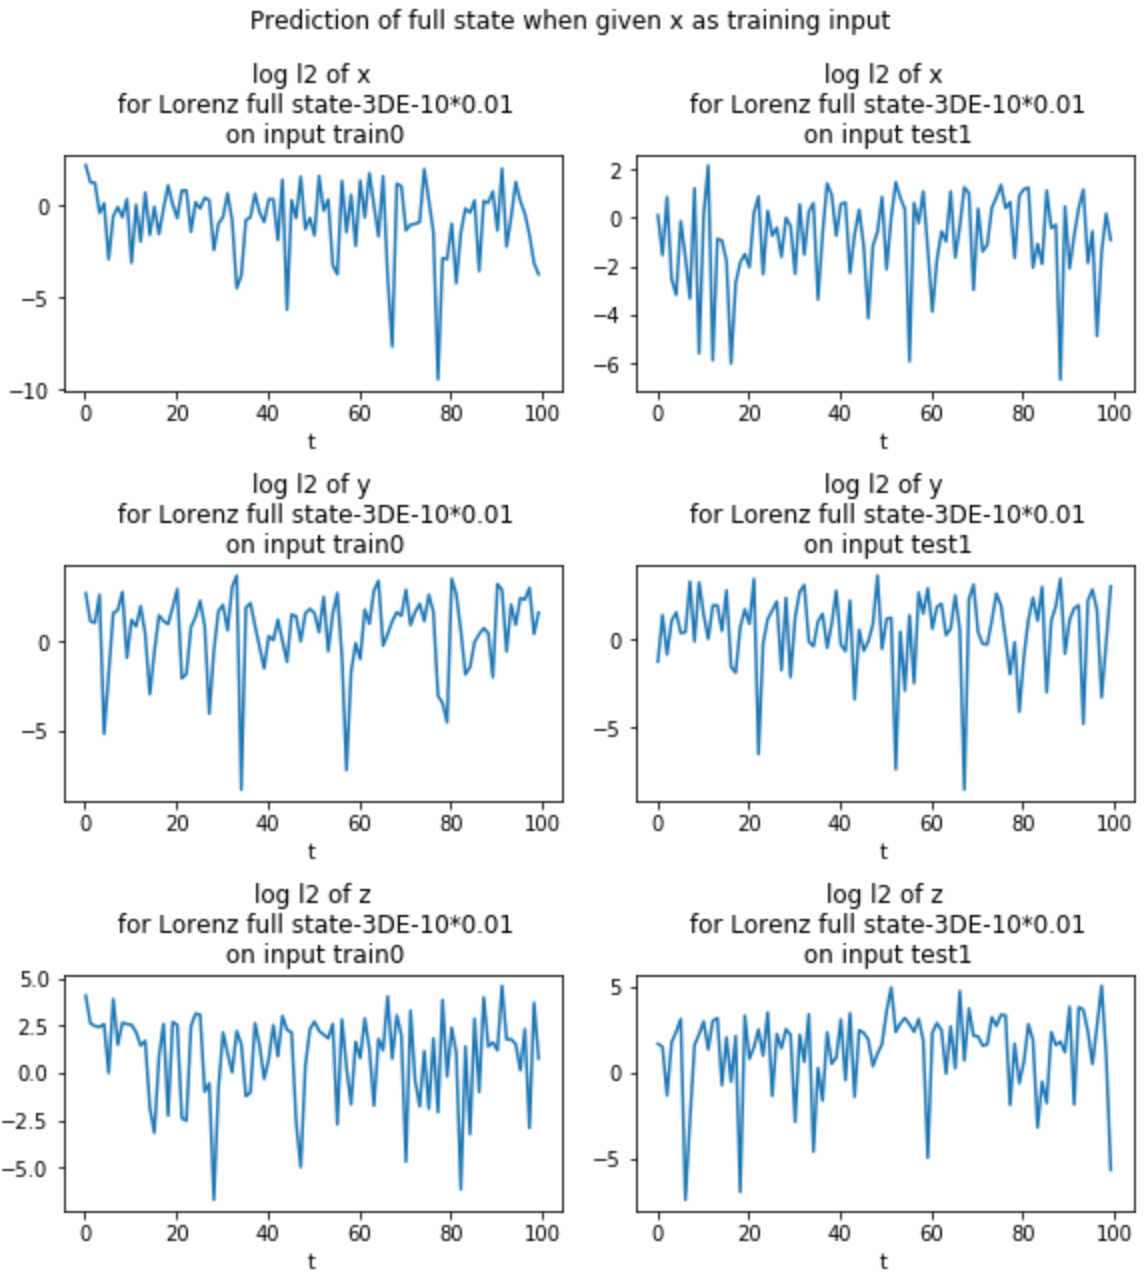 Prediction of full state when given x as training input
log l2 of x
for Lorenz full state-3DE-10*0.01
on input train0
0
−5
−10
0 20 40 60 80 100
t
log l2 of x
for Lorenz full state-3DE-10*0.01
on input test1
2
0
−2
−4
−6
0 20 40 60 80 100
t
log l2 of y
for Lorenz full state-3DE-10*0.01
on input train0
0
−5
0 20 40 60 80 100
t
log l2 of y
for Lorenz full state-3DE-10*0.01
on input test1
0
−5
0 20 40 60 80 100
t
log l2 of z
for Lorenz full state-3DE-10*0.01
on input train0
5.0
2.5
0.0
−2.5
−5.0
0 20 40 60 80 100
t
log l2 of z
for Lorenz full state-3DE-10*0.01
on input test1
5
0
−5
0 20 40 60 80 100
t